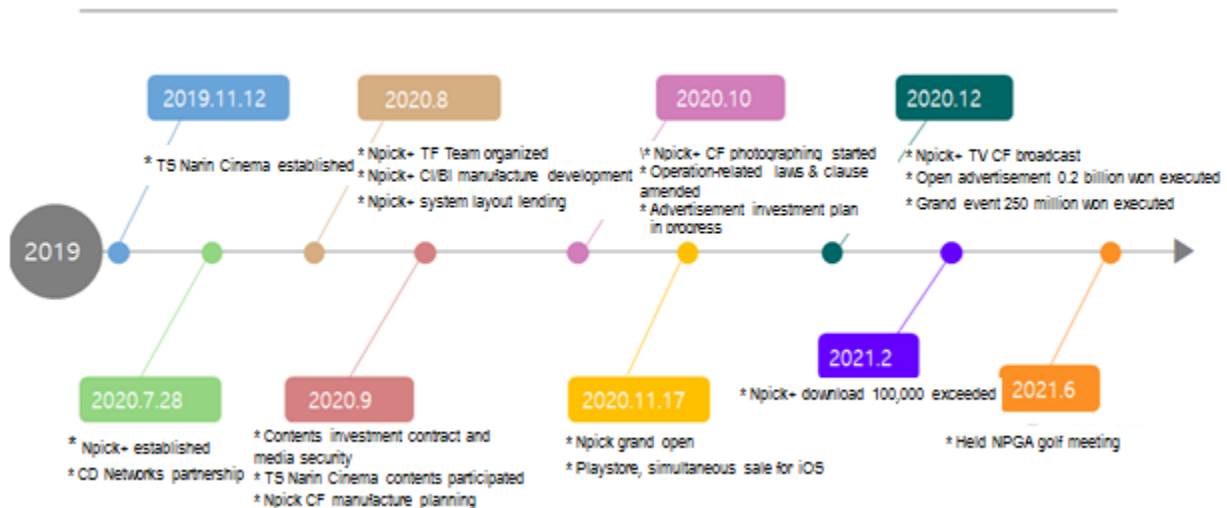 2019.11.12
2020.8
2020.10
2020.12
* TS Narin Cinema established
* Npick+ TF Team organized
* Npick+ CI/BI manufacture development
* Npick+ system layout lending
\* Npick+ CF photographing started
* Operation-related laws & clause
amended
* Advertisement investment plan
in progress
* Npick+ TV CF broadcast
* Open advertisement 0.2 billion won executed
* Grand event 250 million won executed
2019
2020.7.28
2020.9
2020.11.17
2021.2
2021.6
* Npick+ established
* CD Networks partnership
* Contents investment contract and
media security
* TS Narin Cinema contents participated
* Npick CF manufacture planning
* Npick grand open
* Playstore, simultaneous sale for iOS
* Npick+ download 100,000 exceeded
* Held NPGA golf meeting